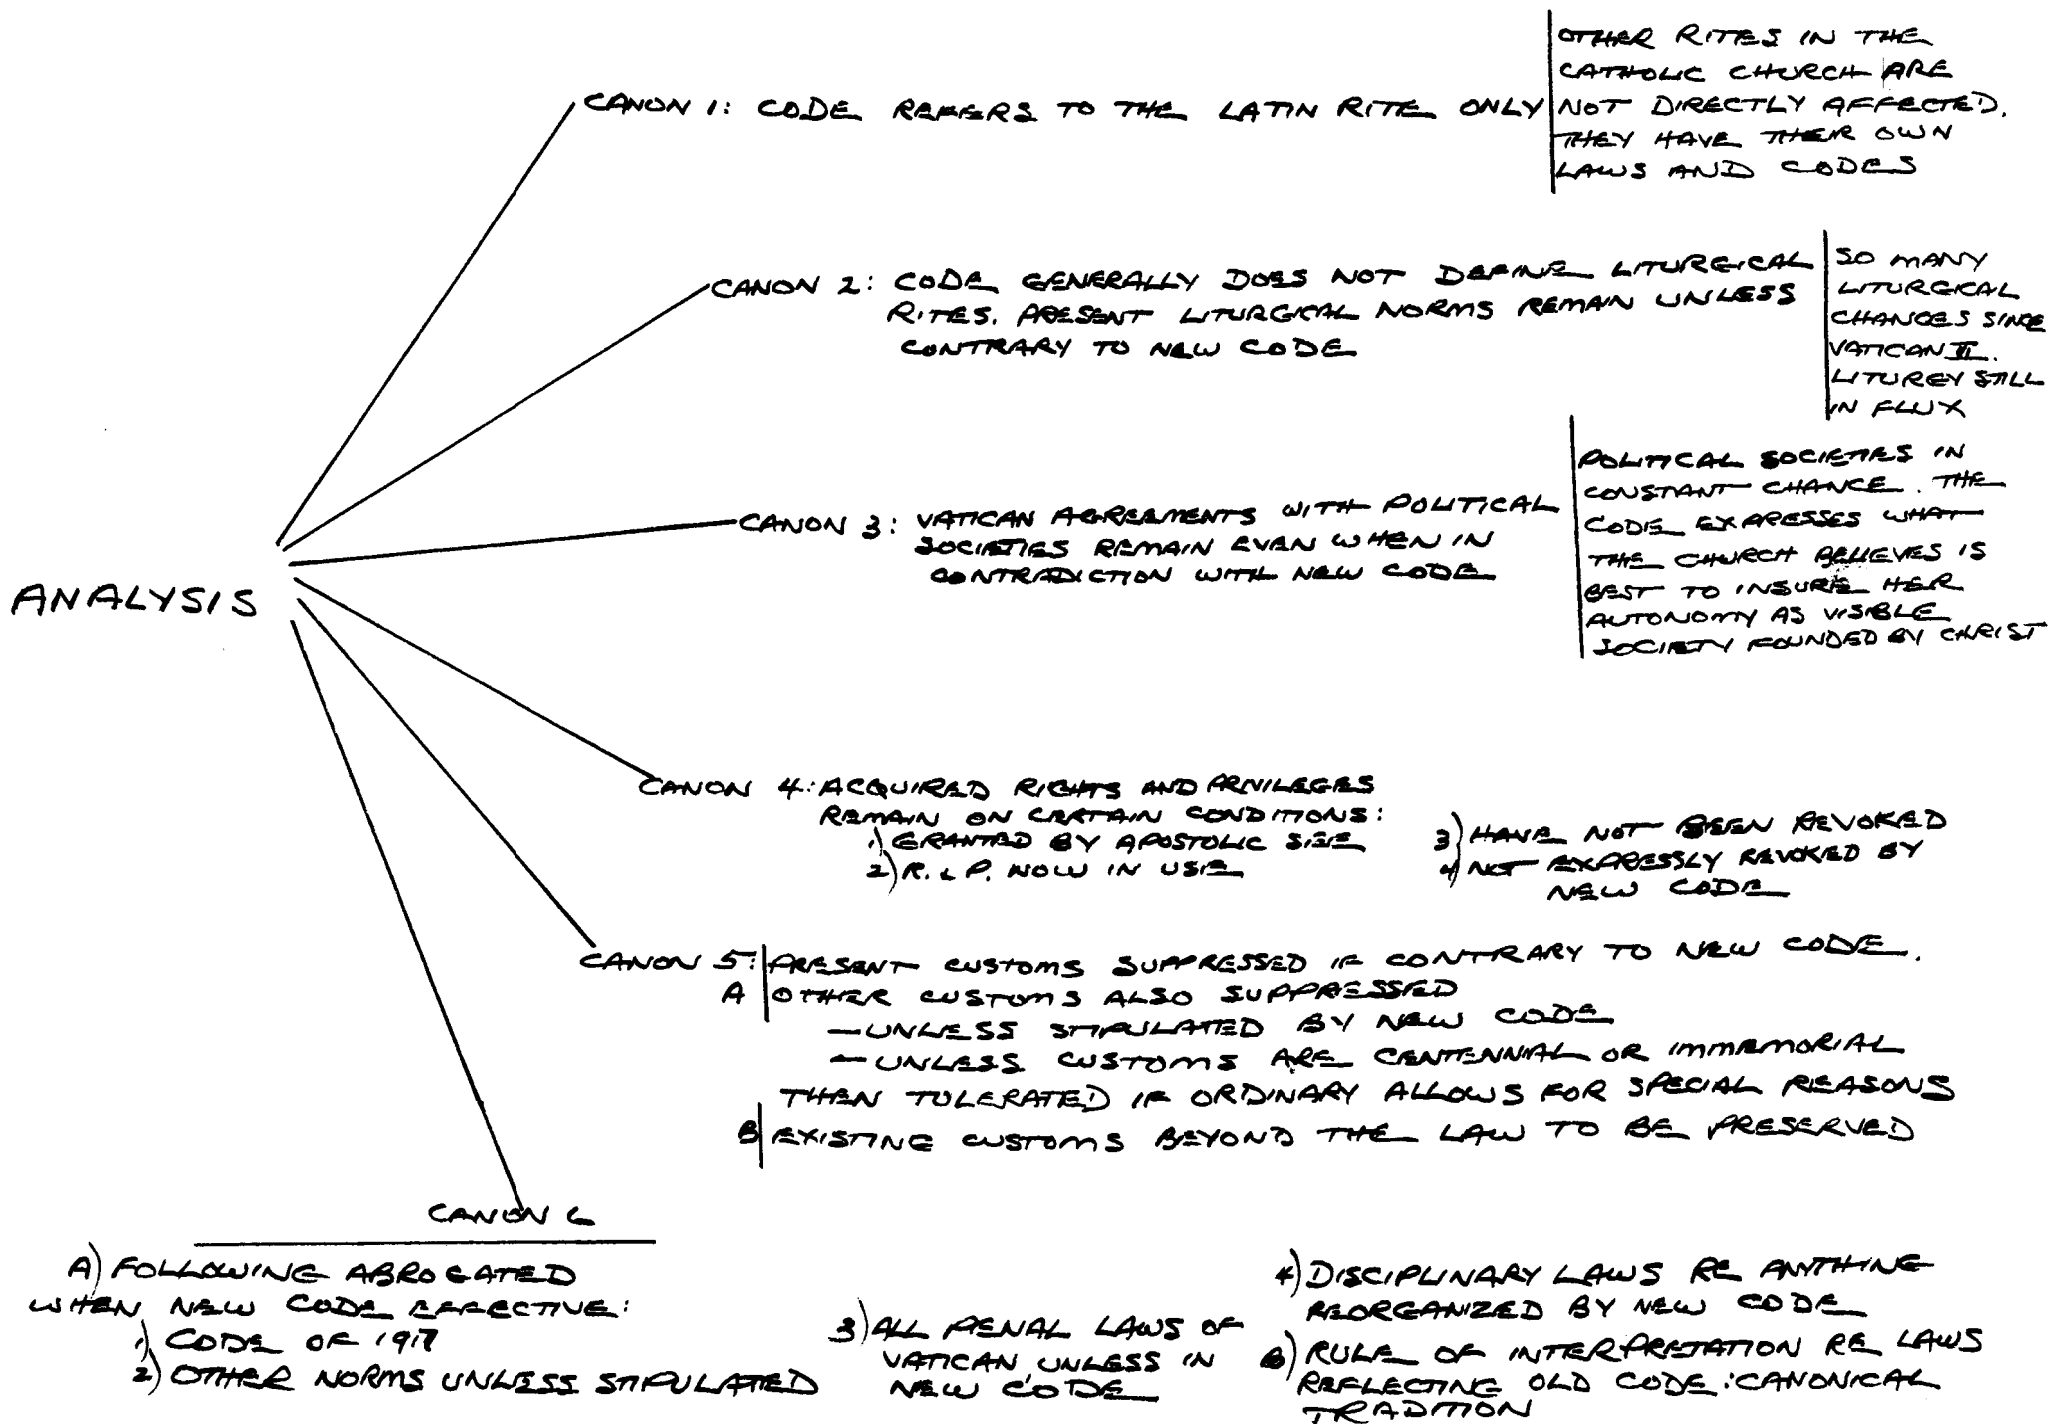 CANON 1: CODE REFERS TO THE LATIN RITE ONLY
OTHER RITES IN THE
CATHOLIC CHURCH ARE
NOT DIRECTLY AFFECTED.
THEY HAVE THEIR OWN
LAWS AND CODES
CANON 2: CODE GENERALLY DOES NOT DEFINE LITURGICAL
RITES. PRESENT LITURGICAL NORMS REMAIN UNLESS
CONTRARY TO NEW CODE
SO MANY
LITURGICAL
CHANGES SINCE
VATICAN II.
LITURGY STILL
IN FLUX
CANON 3: VATICAN AGREEMENTS WITH POLITICAL
SOCIETIES REMAIN EVEN WHEN IN
CONTRADICTION WITH NEW CODE
POLITICAL SOCIETIES IN
CONSTANT CHANGE. THE
CODE EXPRESSES WHAT
THE CHURCH BELIEVES IS
BEST TO INSURE HER
AUTONOMY AS VISIBLE
SOCIETY FOUNDED BY CHRIST
ANALYSIS
CANON 4: ACQUIRED RIGHTS AND PRIVILEGES
REMAIN ON CERTAIN CONDITIONS:
1) GRANTED BY APOSTOLIC SEE
2) R. & P. NOW IN USE
3) HAVE NOT BEEN REVOKED
4) NOT EXPRESSLY REVOKED BY
NEW CODE
CANON 5: PRESENT CUSTOMS SUPPRESSED IF CONTRARY TO NEW CODE.
A OTHER CUSTOMS ALSO SUPPRESSED
— UNLESS STIPULATED BY NEW CODE
— UNLESS CUSTOMS ARE CENTENNIAL OR IMMEMORIAL
THEN TOLERATED IF ORDINARY ALLOWS FOR SPECIAL REASONS
B EXISTING CUSTOMS BEYOND THE LAW TO BE PRESERVED
CANON 6
A) FOLLOWING ABROGATED
WHEN NEW CODE EFFECTIVE:
1) CODE OF 1917
2) OTHER NORMS UNLESS STIPULATED
3) ALL PENAL LAWS OF
VATICAN UNLESS IN
NEW CODE
4) DISCIPLINARY LAWS RE ANYTHING
REORGANIZED BY NEW CODE
B) RULE OF INTERPRETATION RE LAWS
REFLECTING OLD CODE: CANONICAL
TRADITION